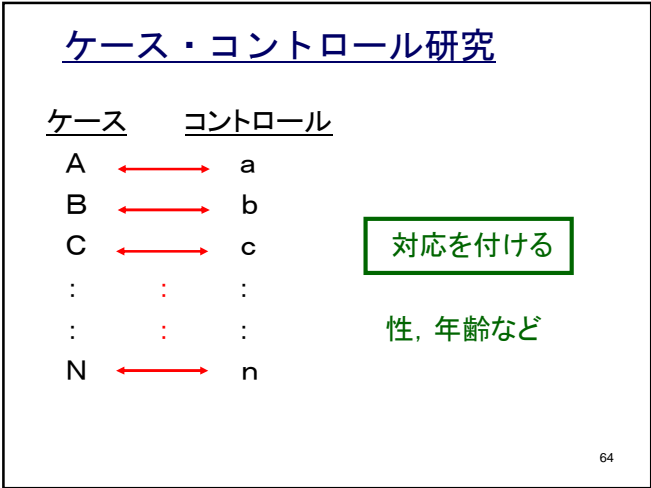 ケース・コントロール研究
ケース コントロール
A a
B b
C c
: : :
: : :
N n
対応を付ける
性，年齢など
64